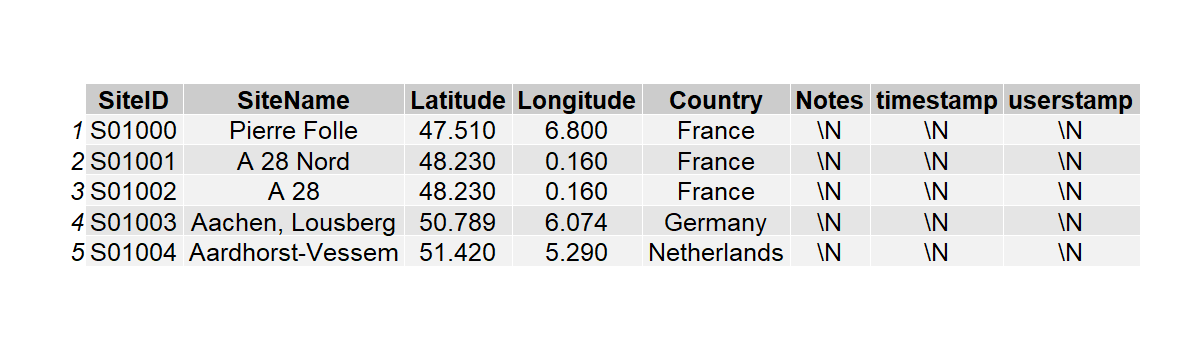 SiteID SiteName Latitude Longitude Country Notes timestamp userstamp
1 S01000 Pierre Folle 47.510 6.800 France \N \N \N
2 S01001 A 28 Nord 48.230 0.160 France \N \N \N
3 S01002 A 28 48.230 0.160 France \N \N \N
4 S01003 Aachen, Lousberg 50.789 6.074 Germany \N \N \N
5 S01004 Aardhorst-Vessem 51.420 5.290 Netherlands \N \N \N